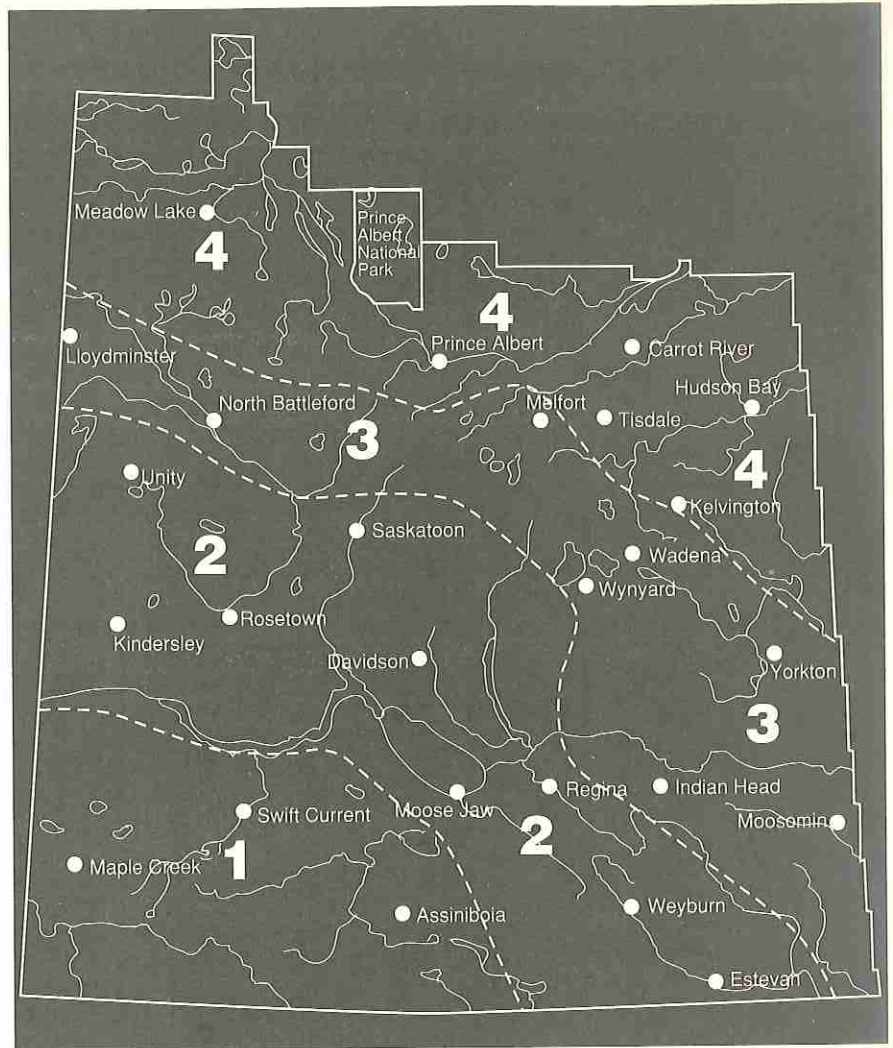 Meadow Lake
4
Prince
Albert
National
Park
4
Prince Albert
Lloydminster
Carrot River
Hudson Bay
North Battleford
Melfort
Tisdale
3
4
Unity
Kelvington
Saskatoon
2
Wadena
Wynyard
Rosetown
Kindersley
Davidson
Yorkton
3
Regina
Indian Head
Swift Current
Moose Jaw
Moosomin
2
1
Maple Creek
Assiniboia
Weyburn
Estevan